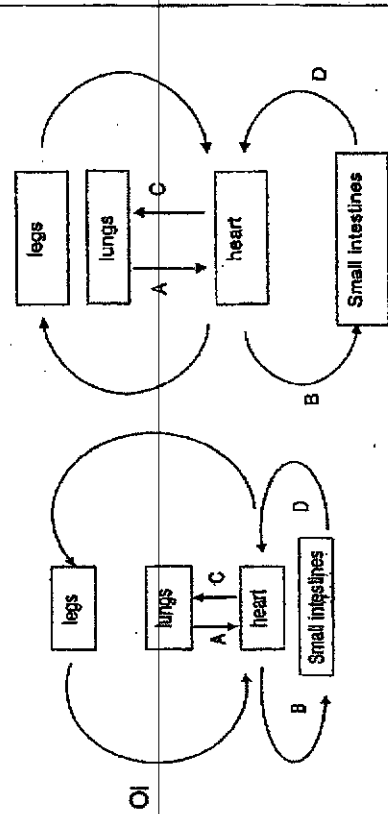 legs
lungs
A
C
heart
B
D
Small intestines
OI
legs
lungs
A
C
heart
B
D
Small intestines